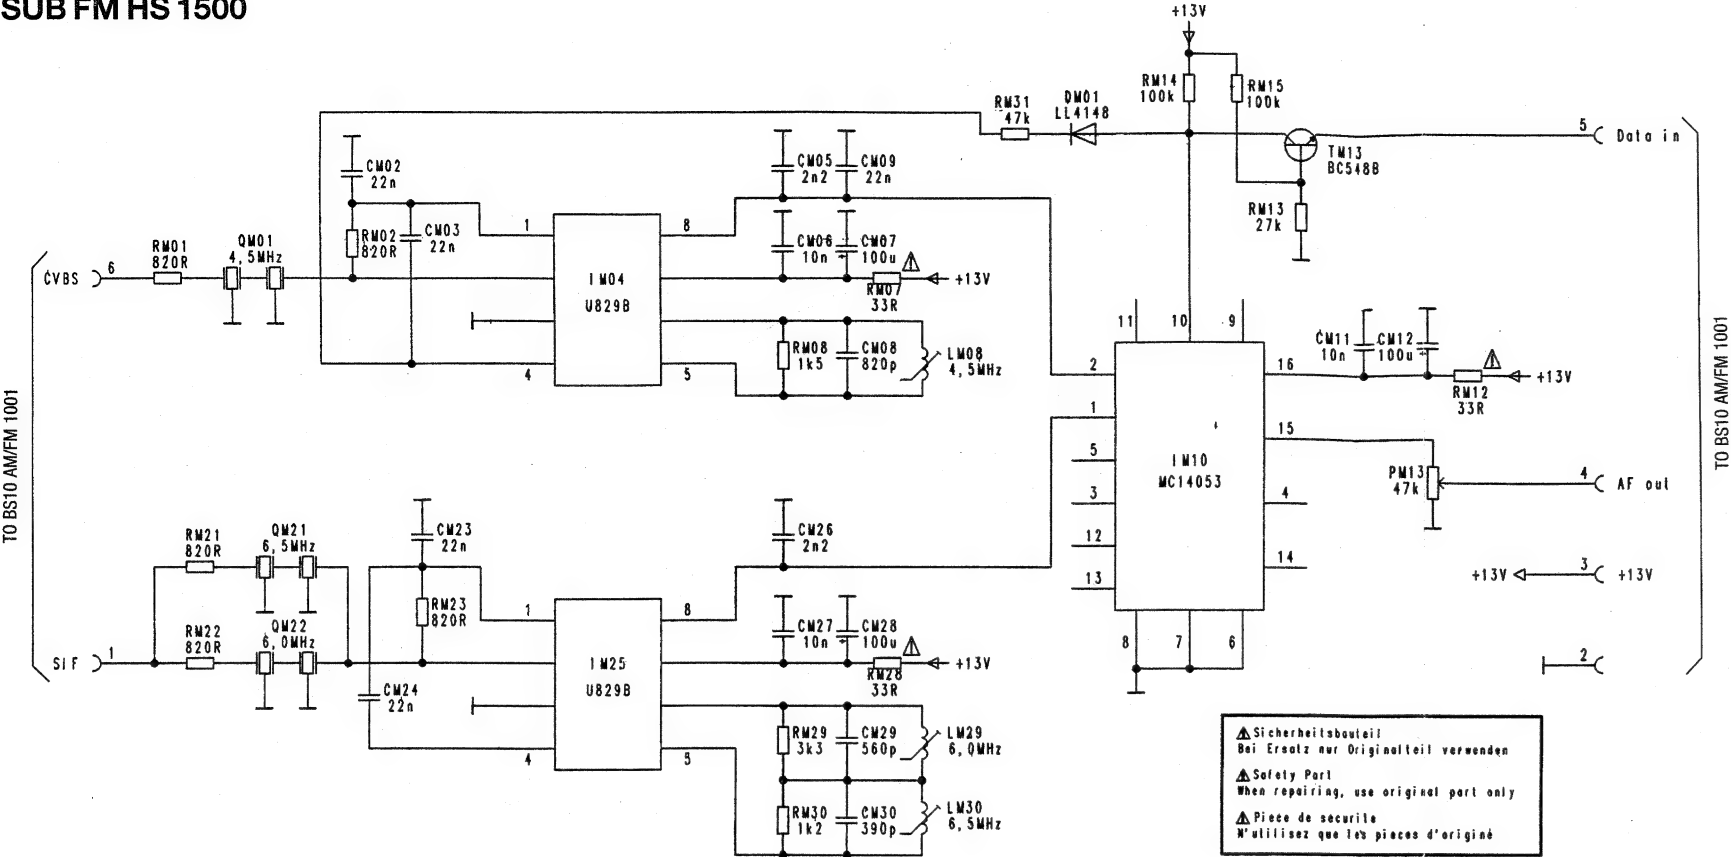 SUB FM HS 1500
+13V
RM14
100k
RM15
100k
RM31
47k
DM01
LL4148
5
Data in
TM13
BC548B
RM13
27k
CM02
22n
CM05
2n2
CM09
22n
RM02
820R
CM03
22n
1
8
CM06
10n
CM07
100u
RM01
820R
QM01
4,5MHz
CVBS
6
IM04
U829B
RM07
33R
+13V
RM08
1k5
CM08
820p
LM08
4,5MHz
4
5
11
10
9
CM11
10n
CM12
100u
2
16
RM12
33R
+13V
1
15
5
IM10
MC14053
PM13
47k
4
AF out
3
4
12
14
13
+13V
3
+13V
8
7
6
2
TO BS10 AM/FM 1001
TO BS10 AM/FM 1001
RM21
820R
QM21
6,5MHz
CM23
22n
CM26
2n2
RM22
820R
QM22
6,0MHz
RM23
820R
1
8
CM27
10n
CM28
100u
SIF
1
IM25
U829B
RM28
33R
+13V
CM24
22n
RM29
3k3
CM29
560p
LM29
6,0MHz
4
5
RM30
1k2
CM30
390p
LM30
6,5MHz
Sicherheitsbauteil
Bei Ersatz nur Originalteil verwenden
Safety Part
When repairing, use original part only
Piece de securite
N'utilisez que les pieces d'origine